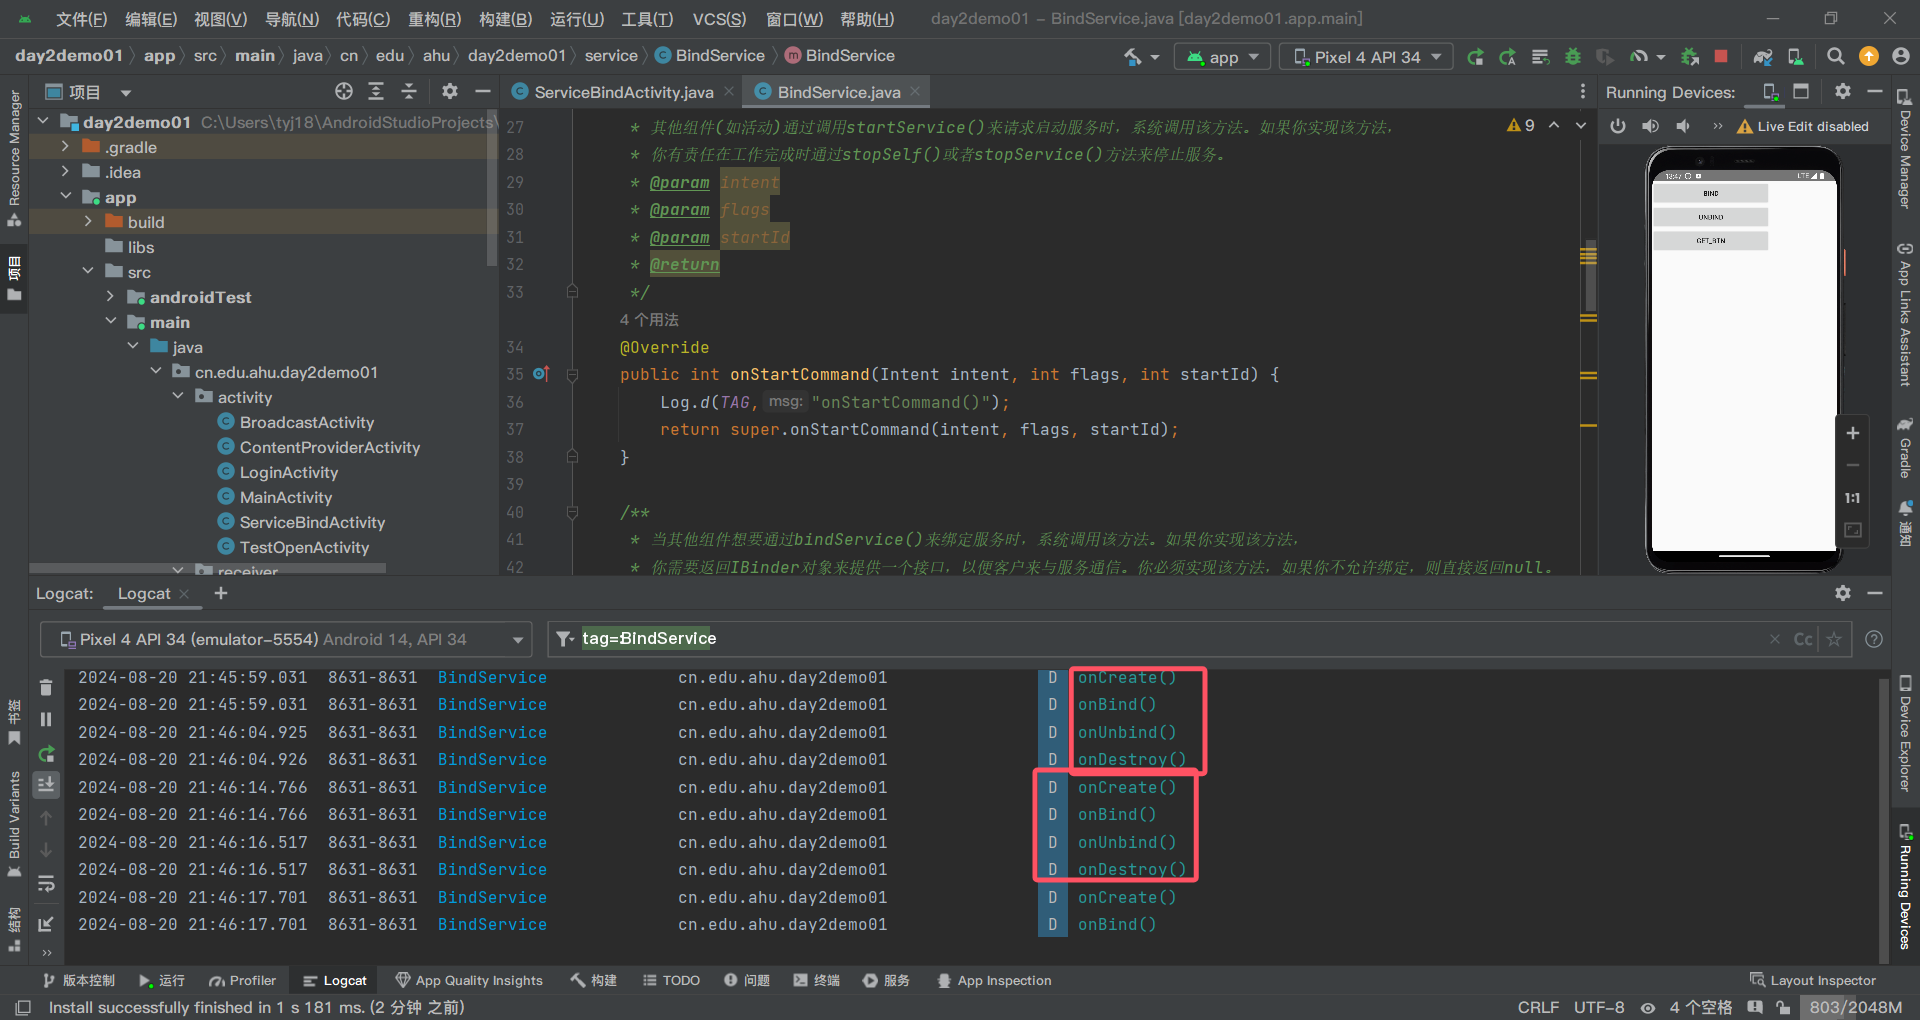 文件(F) 编辑(E) 视图(V) 导航(N) 代码(C) 重构(R) 构建(B) 运行(U) 工具(T) VCS(S) 窗口(W) 帮助(H) day2demo01 – BindService.java [day2demo01.app.main]
day2demo01 app src main java cn edu ahu day2demo01 service BindService BindService
app Pixel 4 API 34
项目
ServiceBindActivity.java BindService.java
Running Devices:
Live Edit disabled
Resource Manager
项目
书签
Build Variants
结构
day2demo01 C:\Users\tyj18\AndroidStudioProjects\
.gradle
.idea
app
build
libs
src
androidTest
main
java
cn.edu.ahu.day2demo01
activity
BroadcastActivity
ContentProviderActivity
LoginActivity
MainActivity
ServiceBindActivity
TestOpenActivity
receiver
9
27 * 其他组件(如活动)通过调用startService()来请求启动服务时，系统调用该方法。如果你实现该方法，
28 * 你有责任在工作完成时通过stopSelf()或者stopService()方法来停止服务。
29 * @param intent
30 * @param flags
31 * @param startId
32 * @return
33 */
4 个用法
34 @Override
35 public int onStartCommand(Intent intent, int flags, int startId) {
36 Log.d(TAG, msg: "onStartCommand()");
37 return super.onStartCommand(intent, flags, startId);
38 }
39
40 /**
41 * 当其他组件想要通过bindService()来绑定服务时，系统调用该方法。如果你实现该方法，
42 * 你需要返回IBinder对象来提供一个接口，以便客户来与服务通信。你必须实现该方法，如果你不允许绑定，则直接返回null。
13:47 LTE
BIND
UNBIND
GET_BTN
1:1
Device Manager
App Links Assistant
Gradle
通知
Device Explorer
Running Devices
Logcat: Logcat
Pixel 4 API 34 (emulator-5554) Android 14, API 34
tag=:BindService
Cc
2024-08-20 21:45:59.031 8631-8631 BindService cn.edu.ahu.day2demo01 D onCreate()
2024-08-20 21:45:59.031 8631-8631 BindService cn.edu.ahu.day2demo01 D onBind()
2024-08-20 21:46:04.925 8631-8631 BindService cn.edu.ahu.day2demo01 D onUnbind()
2024-08-20 21:46:04.926 8631-8631 BindService cn.edu.ahu.day2demo01 D onDestroy()
2024-08-20 21:46:14.766 8631-8631 BindService cn.edu.ahu.day2demo01 D onCreate()
2024-08-20 21:46:14.766 8631-8631 BindService cn.edu.ahu.day2demo01 D onBind()
2024-08-20 21:46:16.517 8631-8631 BindService cn.edu.ahu.day2demo01 D onUnbind()
2024-08-20 21:46:16.517 8631-8631 BindService cn.edu.ahu.day2demo01 D onDestroy()
2024-08-20 21:46:17.701 8631-8631 BindService cn.edu.ahu.day2demo01 D onCreate()
2024-08-20 21:46:17.701 8631-8631 BindService cn.edu.ahu.day2demo01 D onBind()
版本控制 运行 Profiler Logcat App Quality Insights 构建 TODO 问题 终端 服务 App Inspection Layout Inspector
Install successfully finished in 1 s 181 ms. (2 分钟 之前) CRLF UTF-8 4 个空格 803/2048M